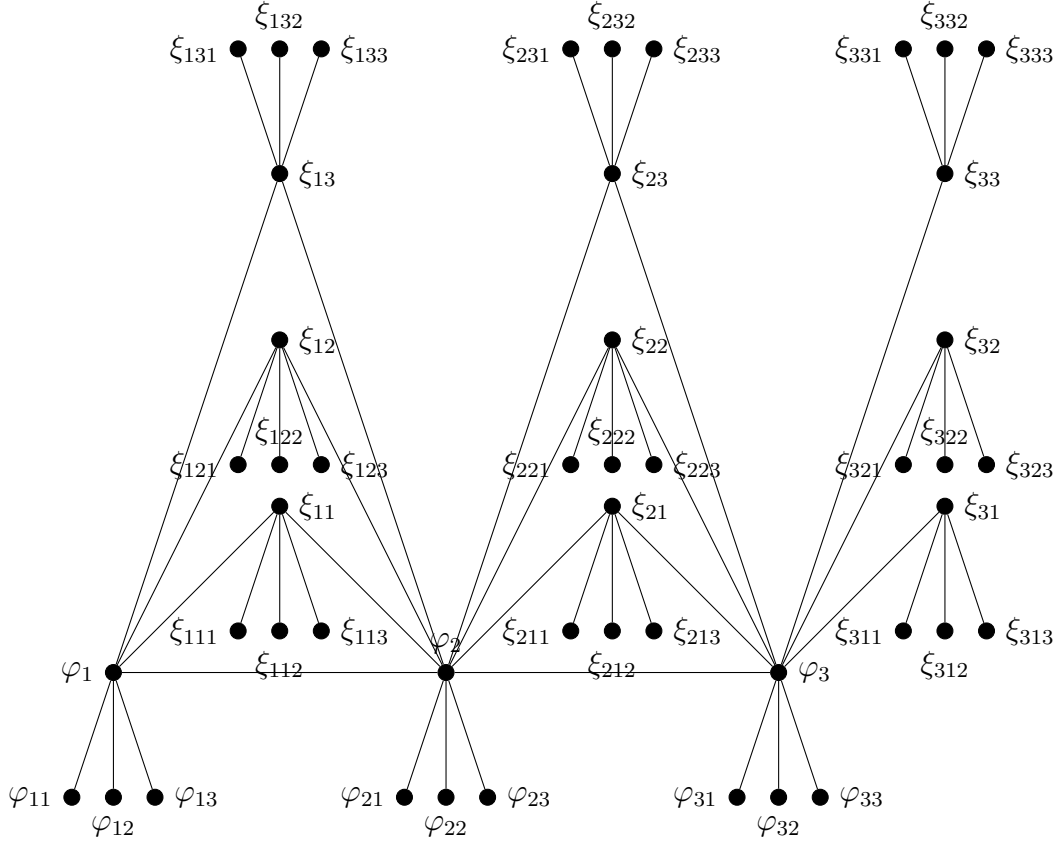 ξ132 ξ232 ξ332
ξ131 ξ133 ξ231 ξ233 ξ331 ξ333
ξ13 ξ23 ξ33
ξ12 ξ22 ξ32
ξ122 ξ222 ξ322
ξ121 ξ123 ξ221 ξ223 ξ321 ξ323
ξ11 ξ21 ξ31
ξ111 ξ113 ξ211 ξ213 ξ311 ξ313
φ2
ξ112 ξ212 ξ312
φ1 φ3
φ11 φ13 φ21 φ23 φ31 φ33
φ12 φ22 φ32